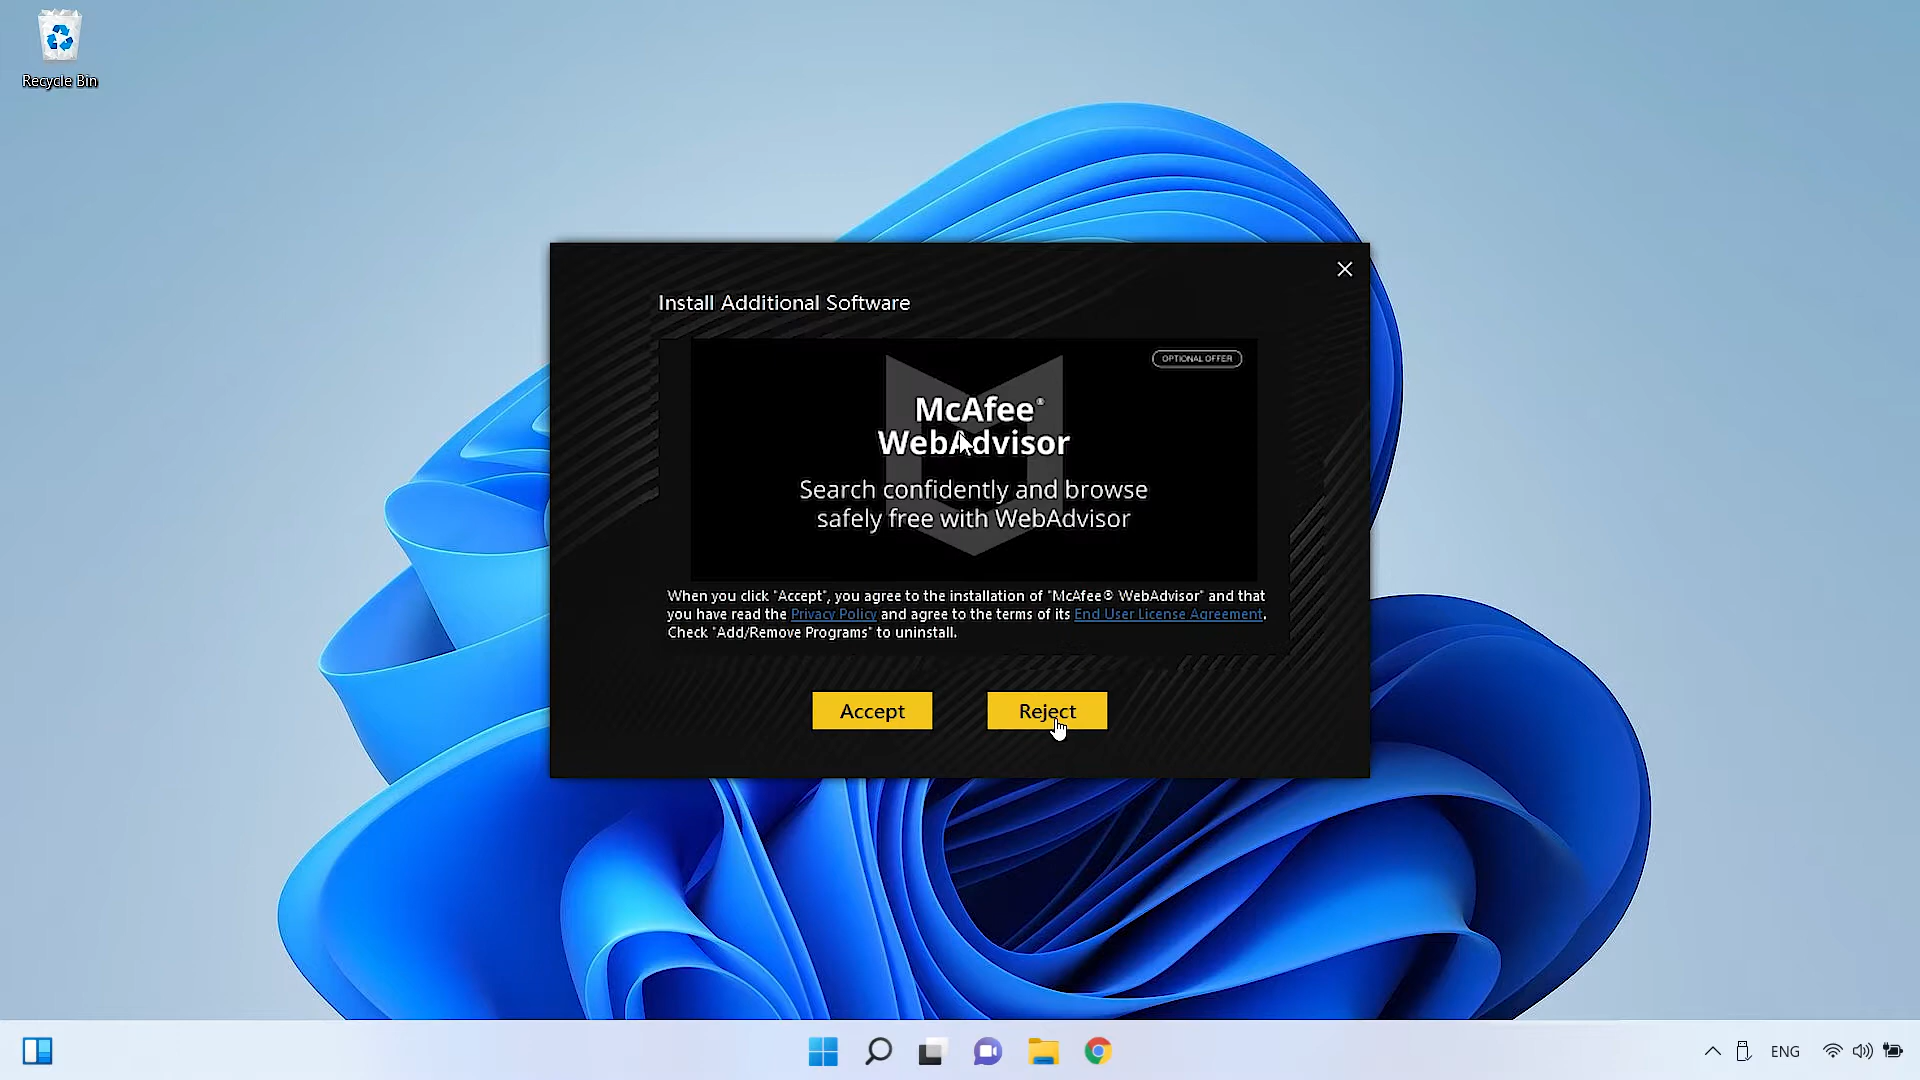 Recycle Bin
Install Additional Software
OPTIONAL OFFER
McAfee®
WebAdvisor
Search confidently and browse
safely free with WebAdvisor
When you click "Accept", you agree to the installation of "McAfee® WebAdvisor" and that
you have read the Privacy Policy and agree to the terms of its End User License Agreement.
Check "Add/Remove Programs" to uninstall.
Accept
Reject
ENG